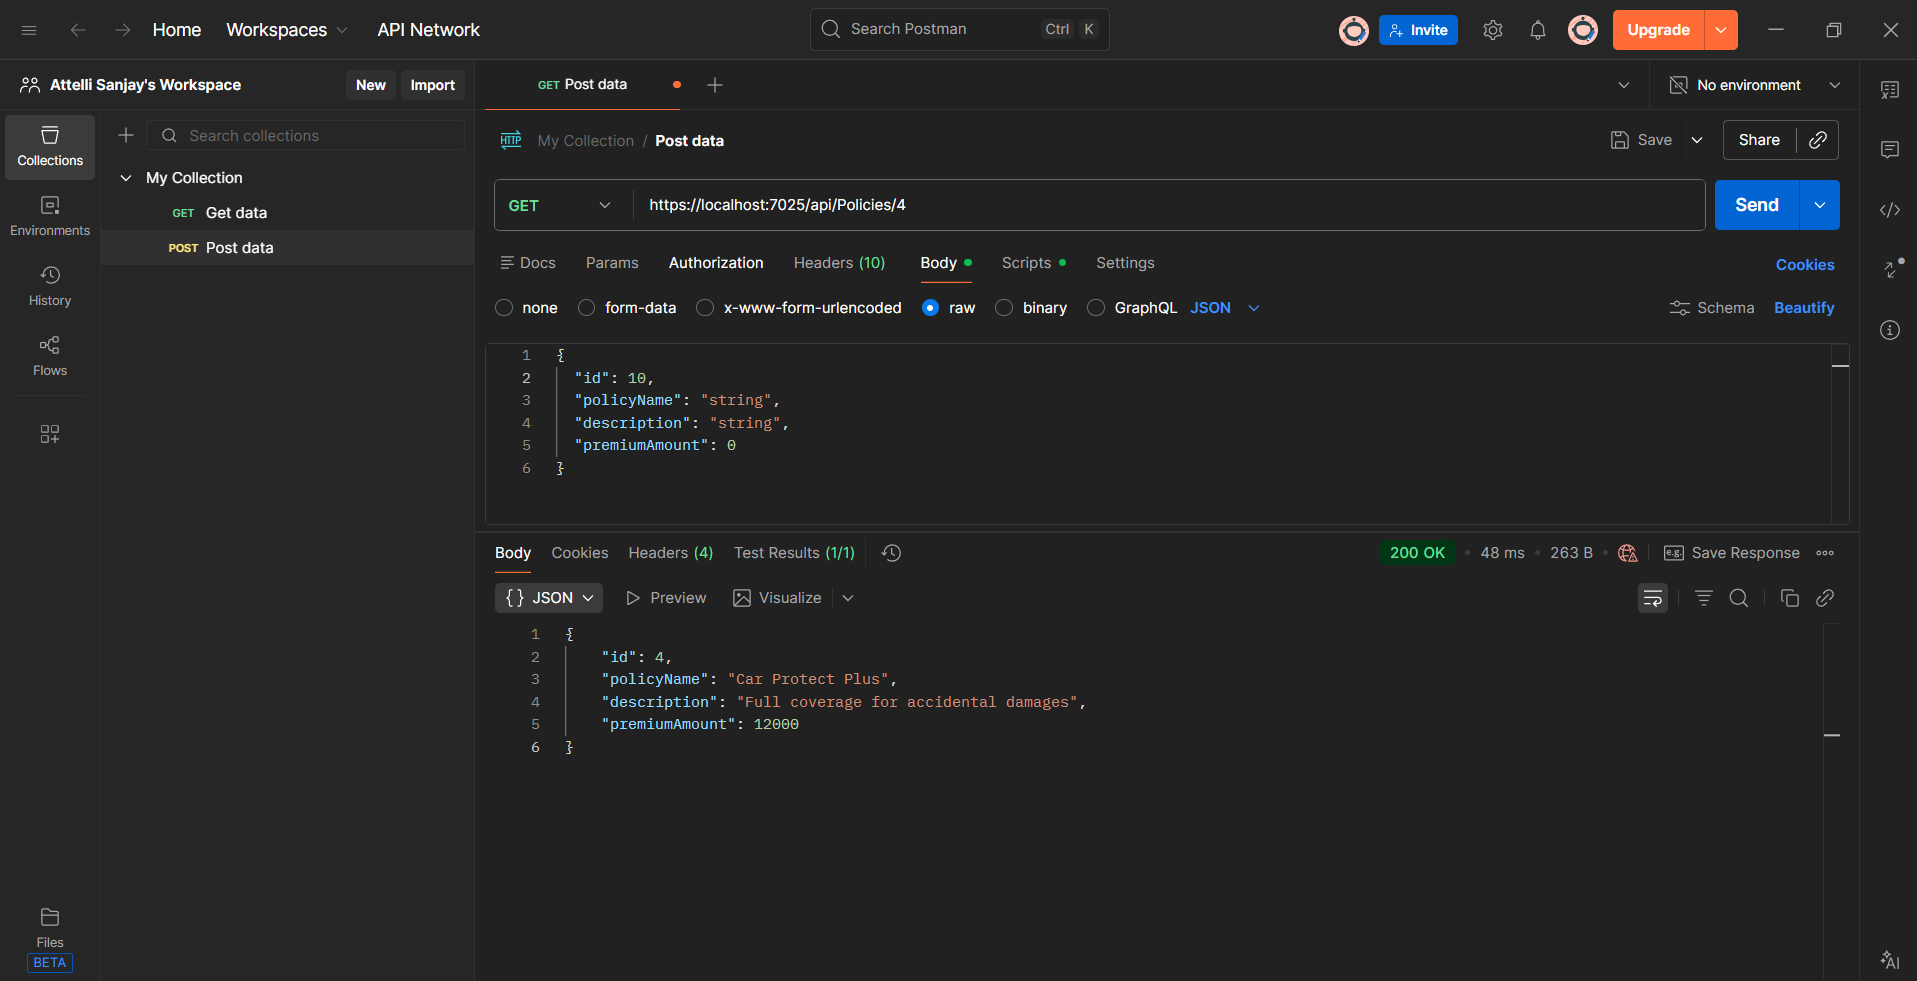 Home Workspaces API Network Search Postman Ctrl K Invite Upgrade
Attelli Sanjay's Workspace New Import
GET Post data No environment
Collections
Search collections
HTTP My Collection / Post data Save Share
My Collection
GET Get data
POST Post data
Environments
History
Flows
Files
BETA
GET https://localhost:7025/api/Policies/4 Send
Docs Params Authorization Headers (10) Body Scripts Settings Cookies
none form-data x-www-form-urlencoded raw binary GraphQL JSON Schema Beautify
1 {
2 "id": 10,
3 "policyName": "string",
4 "description": "string",
5 "premiumAmount": 0
6 }
Body Cookies Headers (4) Test Results (1/1) 200 OK 48 ms 263 B e.g. Save Response
{} JSON Preview Visualize
1 {
2 "id": 4,
3 "policyName": "Car Protect Plus",
4 "description": "Full coverage for accidental damages",
5 "premiumAmount": 12000
6 }
AI